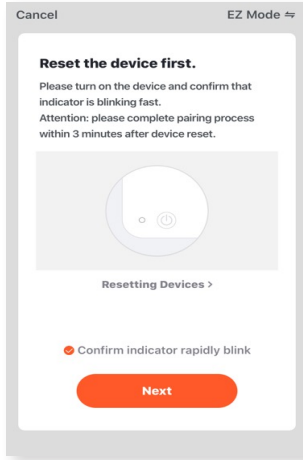 Cancel
EZ Mode ⇋
Reset the device first.
Please turn on the device and confirm that
indicator is blinking fast.
Attention: please complete pairing process
within 3 minutes after device reset.
Resetting Devices >
Confirm indicator rapidly blink
Next